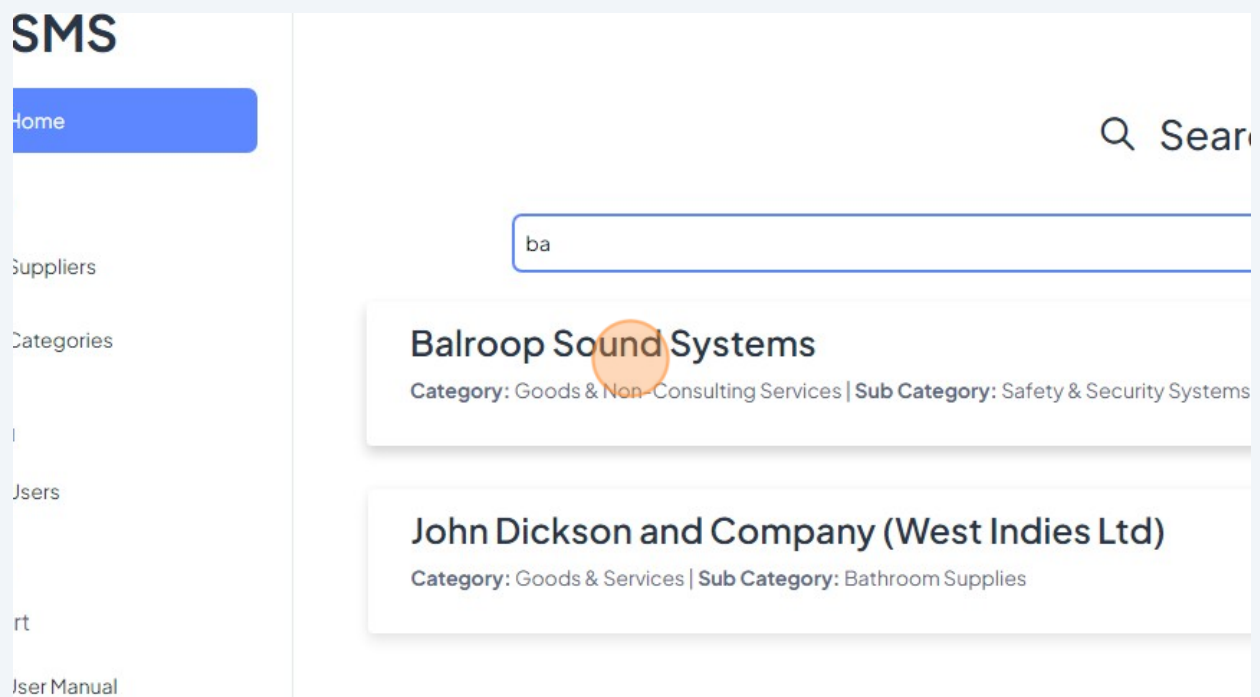 SMS
Home
Sear
ba
Suppliers
Categories
Users
rt
User Manual
Balroop Sound Systems
Category: Goods & Non-Consulting Services | Sub Category: Safety & Security Systems
John Dickson and Company (West Indies Ltd)
Category: Goods & Services | Sub Category: Bathroom Supplies